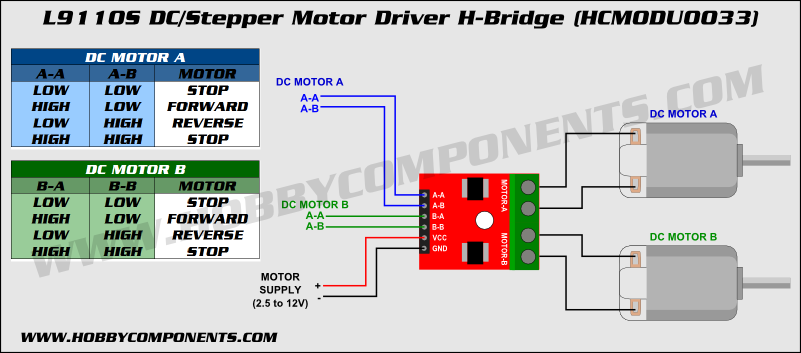 L9110S DC/Stepper Motor Driver H-Bridge (HCMODU0033)
DC MOTOR A
A-A A-B MOTOR
LOW LOW STOP
HIGH LOW FORWARD
LOW HIGH REVERSE
HIGH HIGH STOP
DC MOTOR B
B-A B-B MOTOR
LOW LOW STOP
HIGH LOW FORWARD
LOW HIGH REVERSE
HIGH HIGH STOP
DC MOTOR A
A-A
A-B
DC MOTOR B
A-A
A-B
MOTOR
SUPPLY
(2.5 to 12V)
+
-
A-A
A-B
B-A
B-B
VCC
GND
MOTOR-A
MOTOR-B
DC MOTOR A
DC MOTOR B
WWW.HOBBYCOMPONENTS.COM
WWW.HOBBYCOMPONENTS.COM